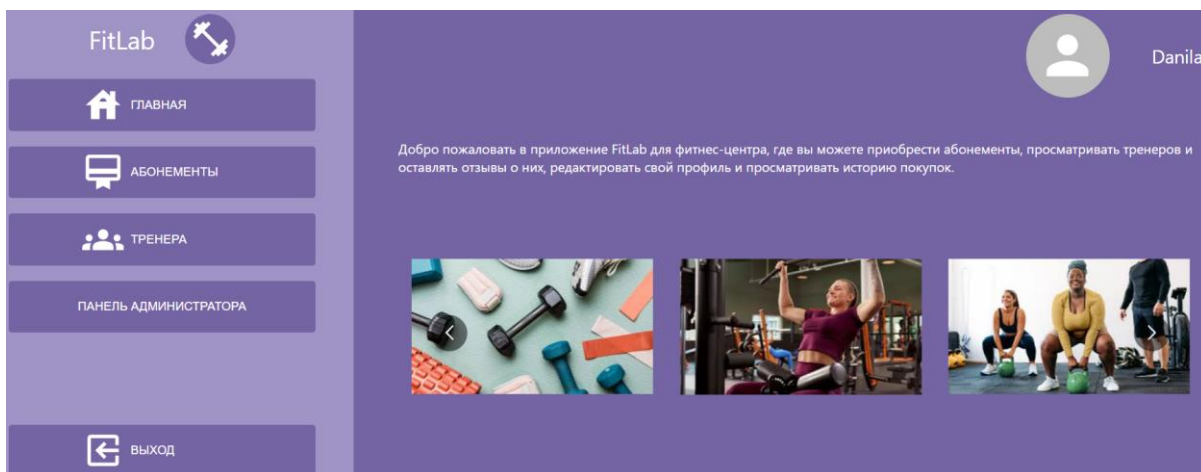 FitLab
ГЛАВНАЯ
АБОНЕМЕНТЫ
ТРЕНЕРА
ПАНЕЛЬ АДМИНИСТРАТОРА
ВЫХОД
Danila
Добро пожаловать в приложение FitLab для фитнес-центра, где вы можете приобрести абонементы, просматривать тренеров и
оставлять отзывы о них, редактировать свой профиль и просматривать историю покупок.